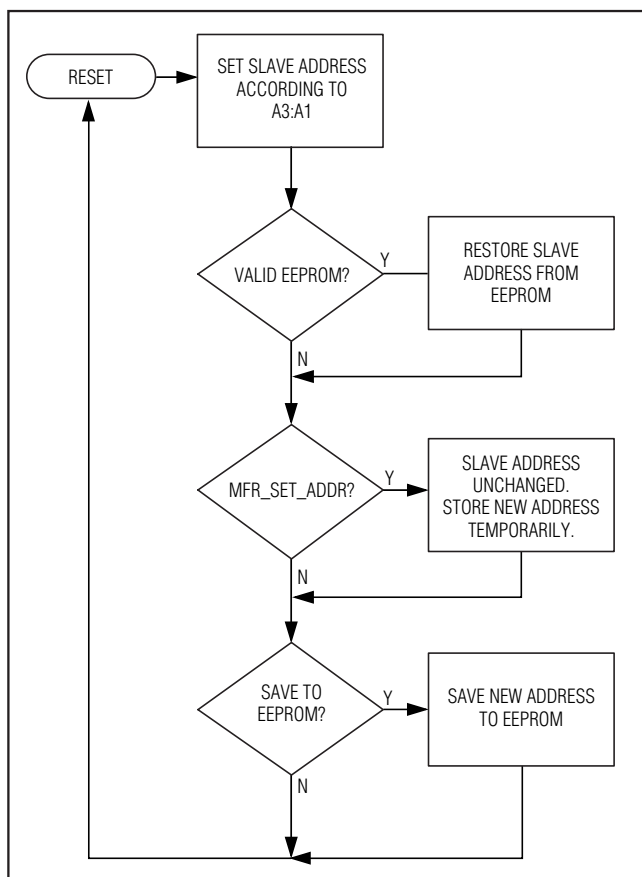 RESET
SET SLAVE ADDRESS
ACCORDING TO
A3:A1
VALID EEPROM?
Y
RESTORE SLAVE
ADDRESS FROM
EEPROM
N
MFR_SET_ADDR?
Y
SLAVE ADDRESS
UNCHANGED.
STORE NEW ADDRESS
TEMPORARILY.
N
SAVE TO
EEPROM?
Y
SAVE NEW ADDRESS
TO EEPROM
N